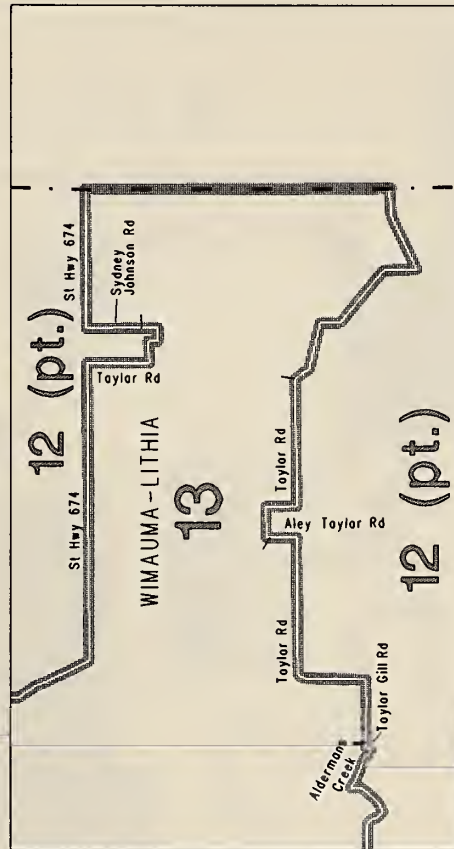 St Hwy 674
Sydney
Johnson Rd
12 (pt.)
Taylor Rd
St Hwy 674
WIMAUMA-LITHIA
13
Taylor Rd
Aley Taylor Rd
12 (pt.)
Taylor Rd
Taylor Gill Rd
Alderman
Creek